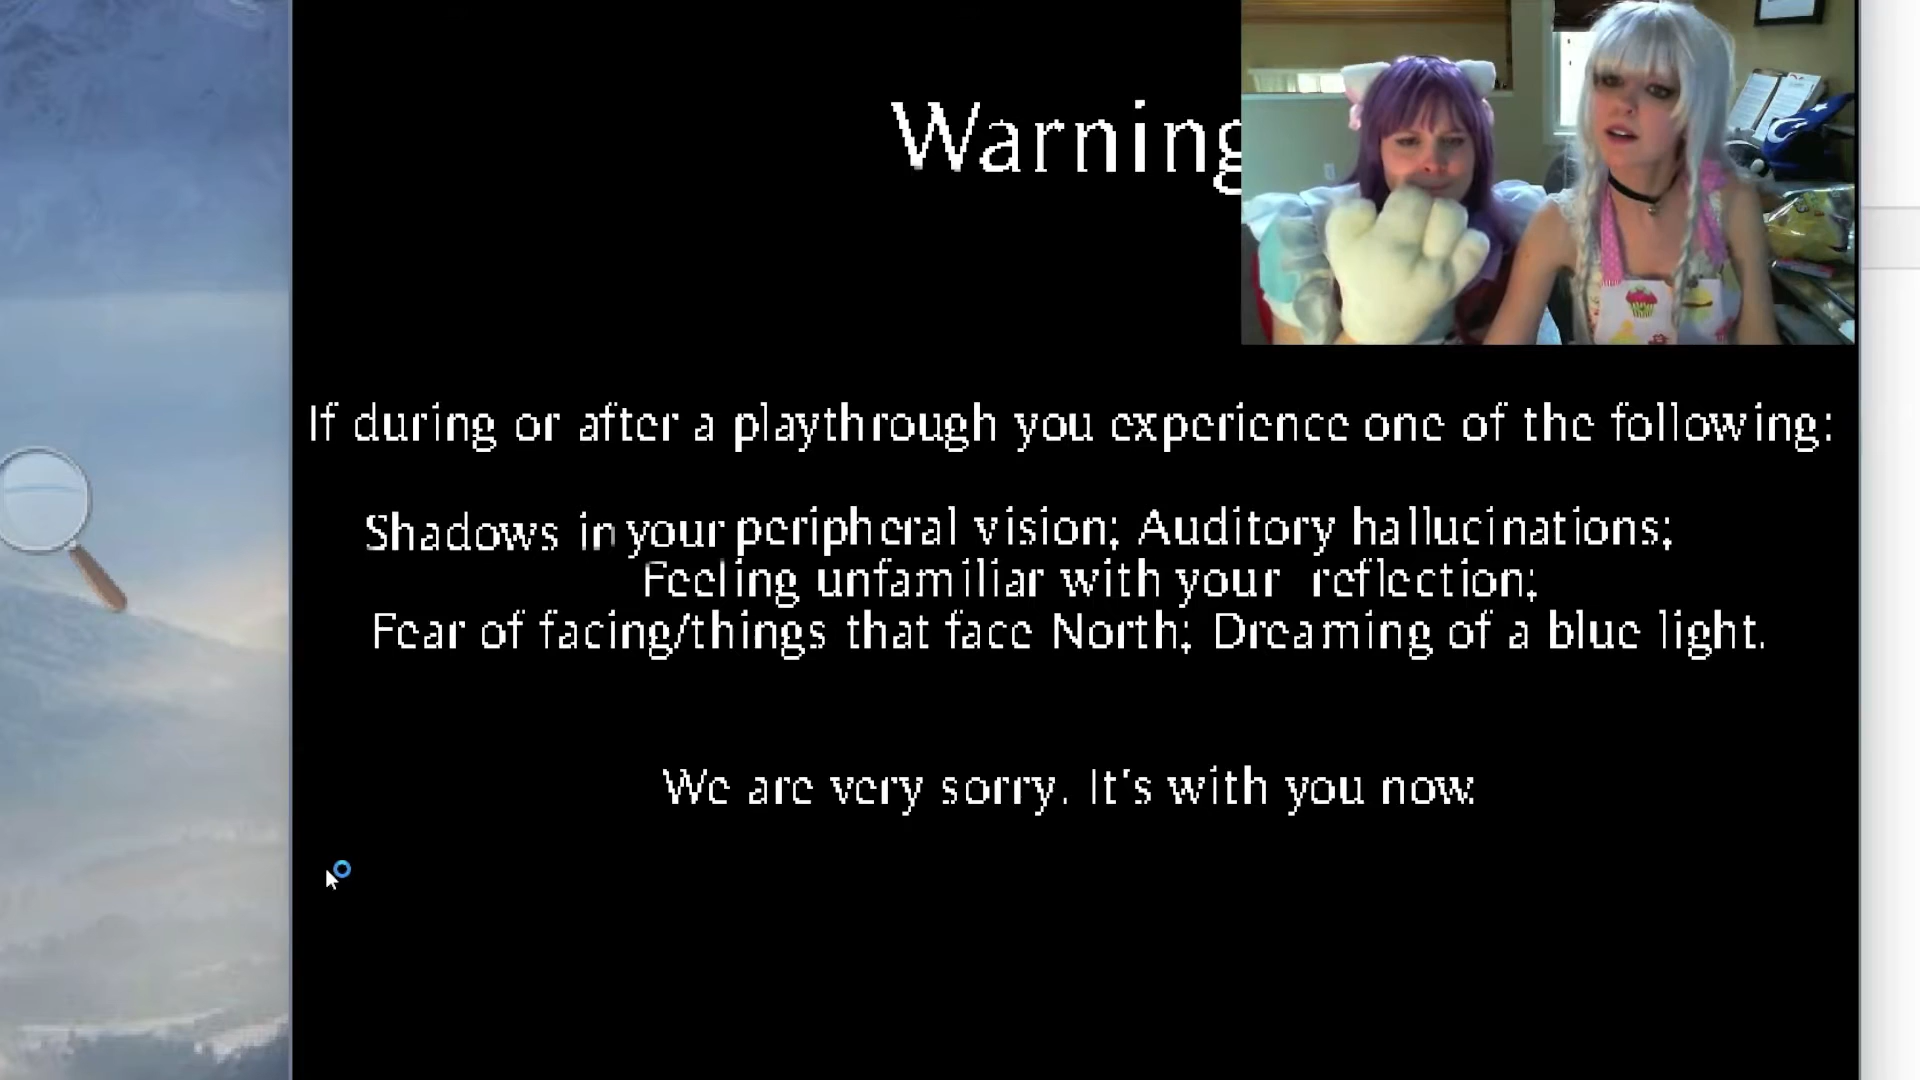 Warning
If during or after a playthrough you experience one of the following:
Shadows in your peripheral vision; Auditory hallucinations;
Feeling unfamiliar with your reflection;
Fear of facing/things that face North; Dreaming of a blue light.
We are very sorry. It's with you now.